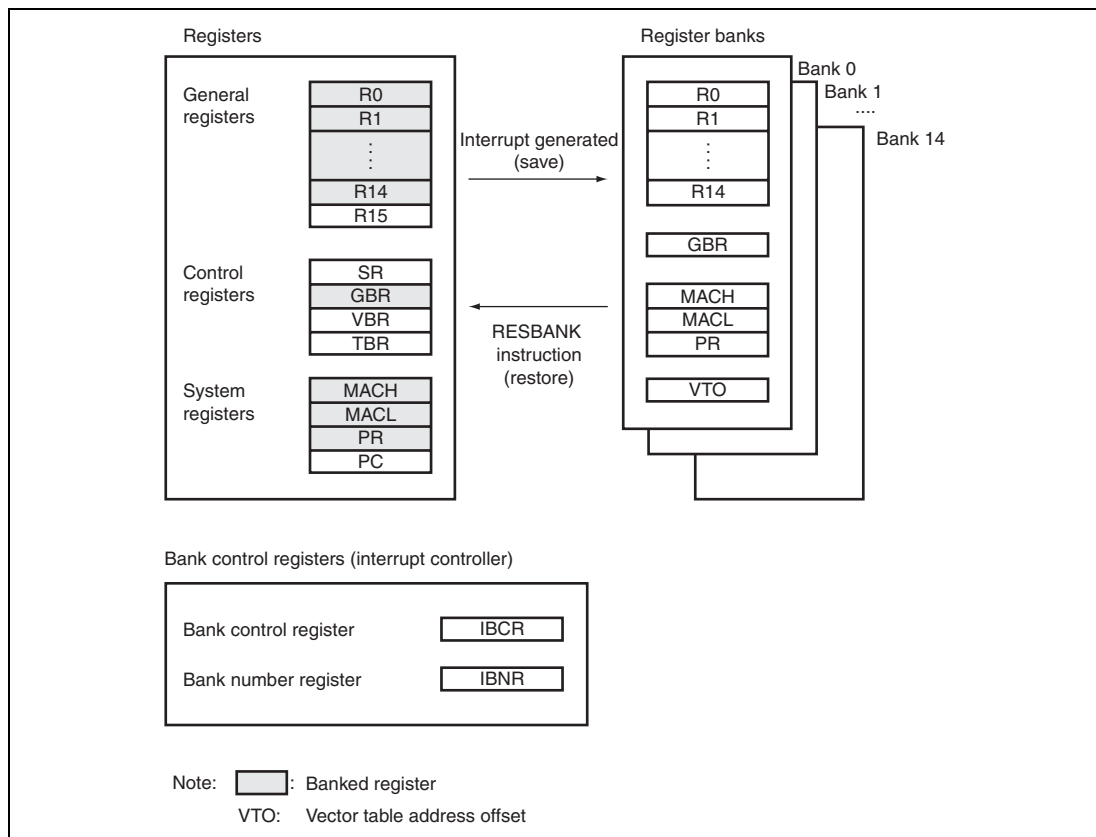 Registers
General registers
R0
R1
⋮
R14
R15
Control registers
SR
GBR
VBR
TBR
System registers
MACH
MACL
PR
PC
Interrupt generated
(save)
RESBANK
instruction
(restore)
Register banks
Bank 0
Bank 1
....
Bank 14
R0
R1
⋮
R14
GBR
MACH
MACL
PR
VTO
Bank control registers (interrupt controller)
Bank control register IBCR
Bank number register IBNR
Note: : Banked register
VTO: Vector table address offset